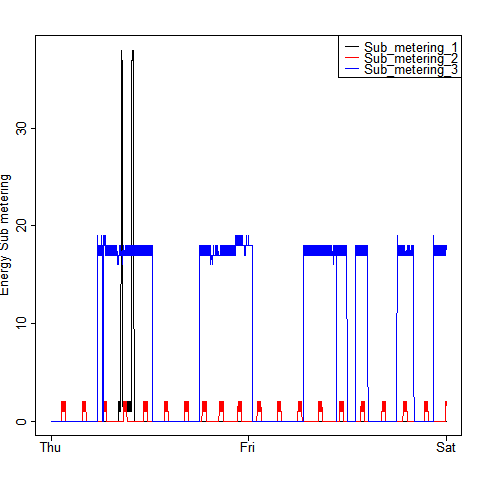 Sub_metering_1
Sub_metering_2
Sub_metering_3
Energy Sub metering
30
20
10
0
Thu Fri Sat